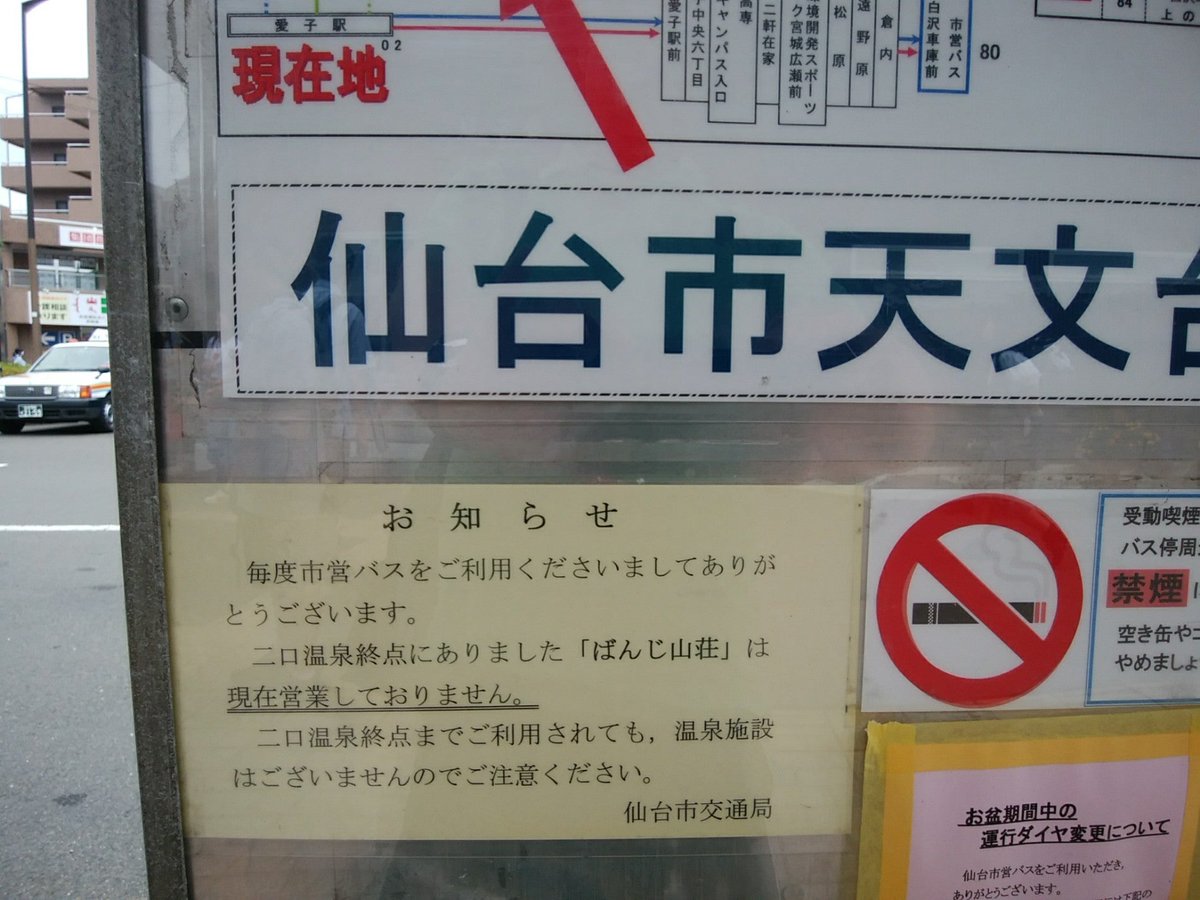 愛子駅
02
現在地
愛子駅前
中央六丁目
キャンパス入口
高専
二軒在家
環境開発スポーツ
ク宮城広瀬前
松原
遠野原
倉内
白沢車庫前
市営バス
80
84
上の
仙台市天文台
お知らせ
毎度市営バスをご利用くださいましてありが
とうございます。
二口温泉終点にありました「ばんじ山荘」は
現在営業しておりません。
二口温泉終点までご利用されても，温泉施設
はございませんのでご注意ください。
仙台市交通局
受動喫煙
バス停周
禁煙
空き缶や
やめましょ
お盆期間中の
運行ダイヤ変更について
仙台市営バスをご利用いただき，
ありがとうございます。
は下記の